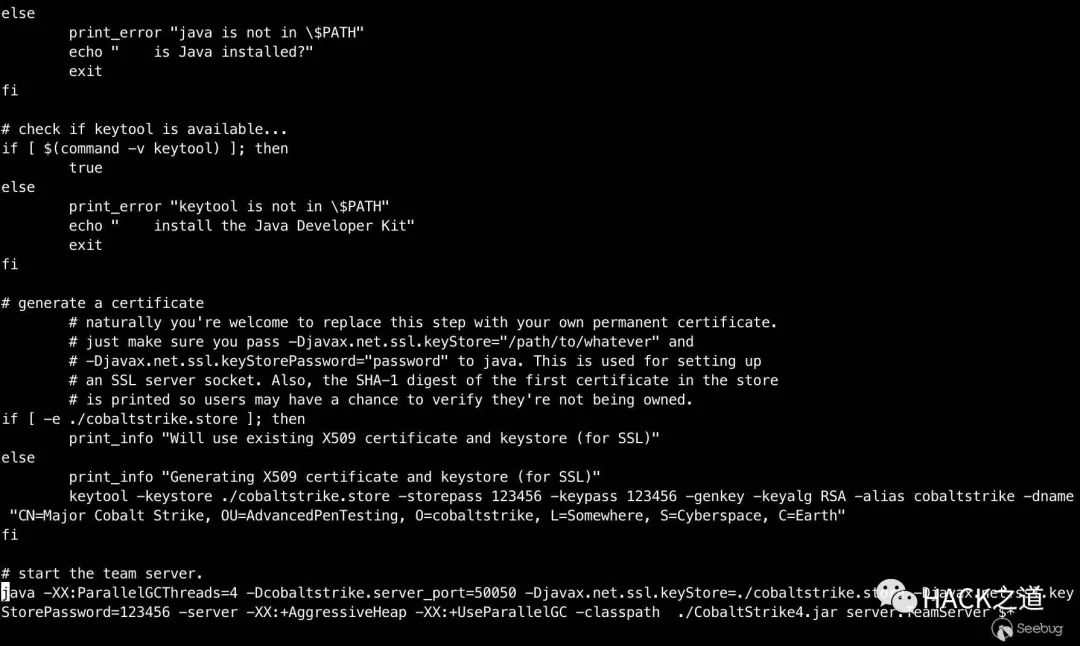 else
        print_error "java is not in \$PATH"
        echo "    is Java installed?"
        exit
fi

# check if keytool is available...
if [ $(command -v keytool) ]; then
        true
else
        print_error "keytool is not in \$PATH"
        echo "    install the Java Developer Kit"
        exit
fi

# generate a certificate
        # naturally you're welcome to replace this step with your own permanent certificate.
        # just make sure you pass -Djavax.net.ssl.keyStore="/path/to/whatever" and
        # -Djavax.net.ssl.keyStorePassword="password" to java. This is used for setting up
        # an SSL server socket. Also, the SHA-1 digest of the first certificate in the store
        # is printed so users may have a chance to verify they're not being owned.
if [ -e ./cobaltstrike.store ]; then
        print_info "Will use existing X509 certificate and keystore (for SSL)"
else
        print_info "Generating X509 certificate and keystore (for SSL)"
        keytool -keystore ./cobaltstrike.store -storepass 123456 -keypass 123456 -genkey -keyalg RSA -alias cobaltstrike -dname
 "CN=Major Cobalt Strike, OU=AdvancedPenTesting, O=cobaltstrike, L=Somewhere, S=Cyberspace, C=Earth"
fi

# start the team server.
java -XX:ParallelGCThreads=4 -Dcobaltstrike.server_port=50050 -Djavax.net.ssl.keyStore=./cobaltstrike.store -Djavax.net.ssl.key
StorePassword=123456 -server -XX:+AggressiveHeap -XX:+UseParallelGC -classpath  ./CobaltStrike4.jar server.TeamServer $*
HACK之道
Seebug